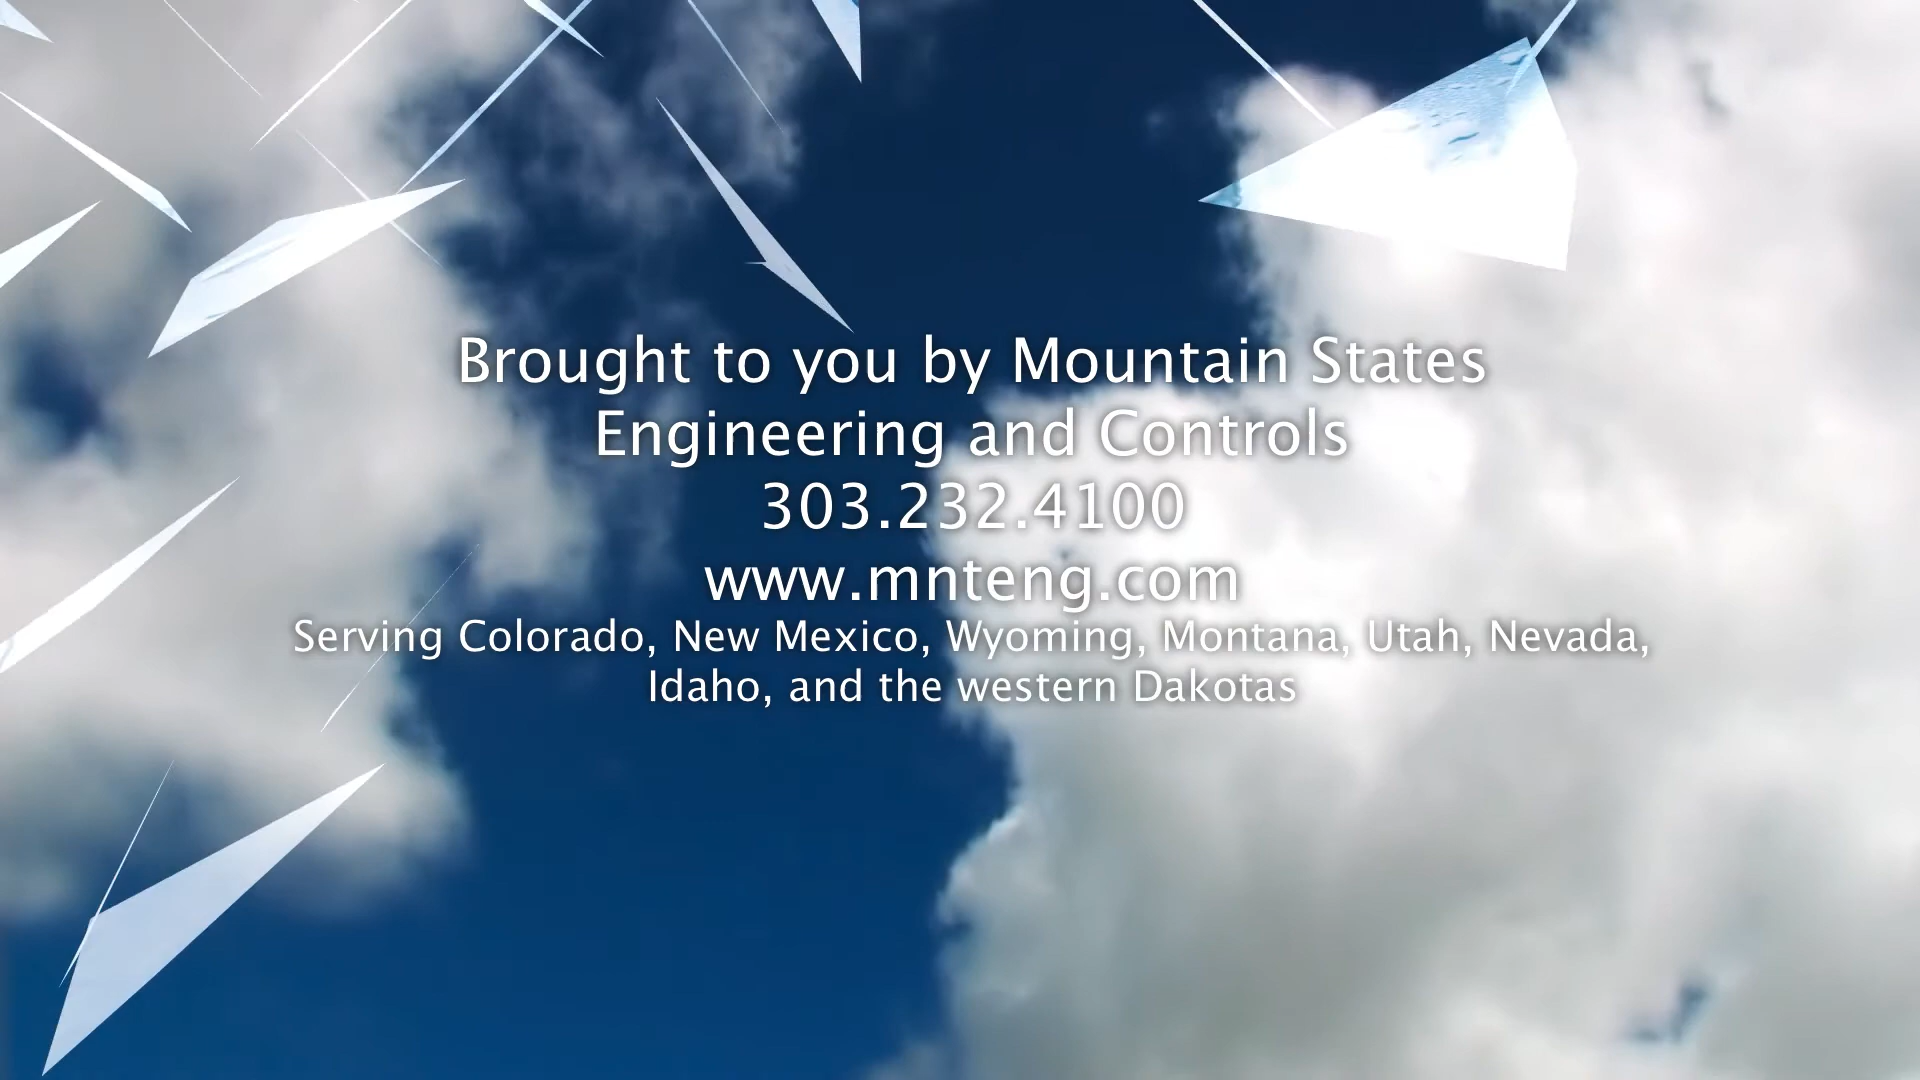 Brought to you by Mountain States
Engineering and Controls
303.232.4100
www.mnteng.com
Serving Colorado, New Mexico, Wyoming, Montana, Utah, Nevada,
Idaho, and the western Dakotas